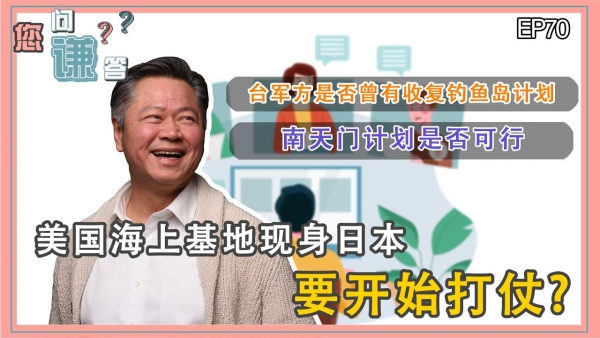 您问谦答??
EP70
台军方是否曾有收复钓鱼岛计划
南天门计划是否可行
美国海上基地现身日本
要开始打仗?